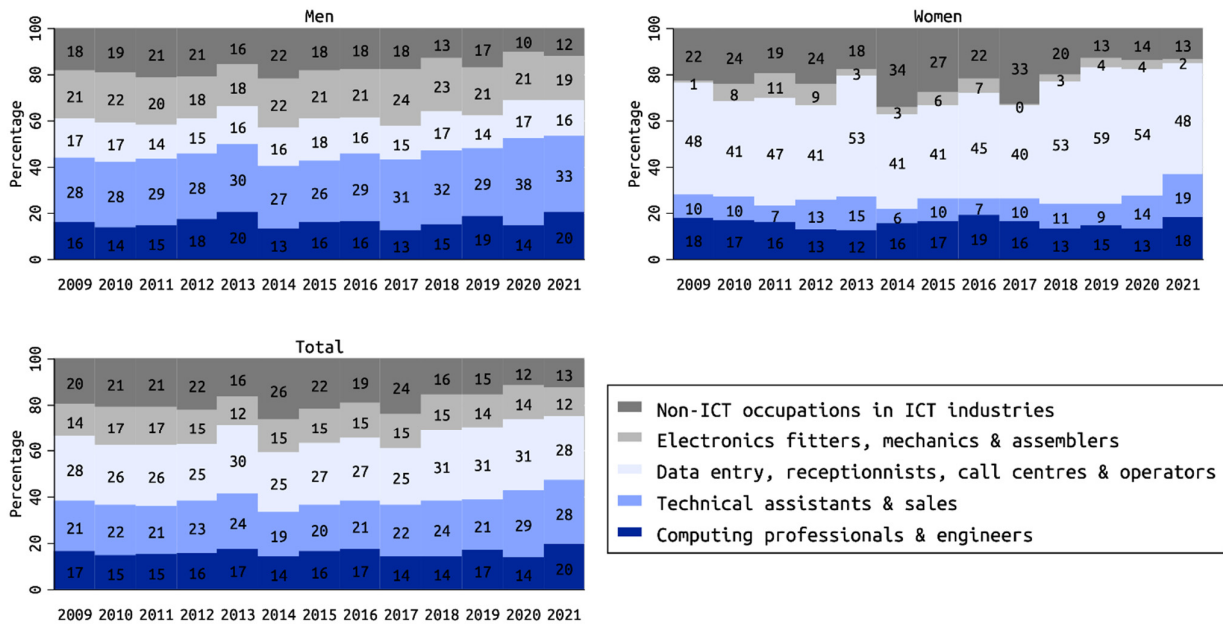 Men
Percentage
100
80
60
40
20
0
18 19 21 21 16 22 18 18 18 13 17 10 12
21 22 20 18 18 22 21 21 24 23 21 21 19
17 17 14 15 16 16 18 16 15 17 14 17 16
28 28 29 28 30 27 26 29 31 32 29 38 33
16 14 15 18 20 13 16 16 13 15 19 14 20
2009 2010 2011 2012 2013 2014 2015 2016 2017 2018 2019 2020 2021
Women
Percentage
100
80
60
40
20
0
22 24 19 24 18 34 27 22 33 20 13 14 13
1 8 11 9 3 3 6 7 0 3 4 4 2
48 41 47 41 53 41 41 45 40 53 59 54 48
10 10 7 13 15 6 10 7 10 11 9 14 19
18 17 16 13 12 16 17 19 16 13 15 13 18
2009 2010 2011 2012 2013 2014 2015 2016 2017 2018 2019 2020 2021
Total
Percentage
100
80
60
40
20
0
20 21 21 22 16 26 22 19 24 16 15 12 13
14 17 17 15 12 15 15 15 15 15 14 14 12
28 26 26 25 30 25 27 27 25 31 31 31 28
21 22 21 23 24 19 20 21 22 24 21 29 28
17 15 15 16 17 14 16 17 14 14 17 14 20
2009 2010 2011 2012 2013 2014 2015 2016 2017 2018 2019 2020 2021
Non-ICT occupations in ICT industries
Electronics fitters, mechanics & assemblers
Data entry, receptionnists, call centres & operators
Technical assistants & sales
Computing professionals & engineers